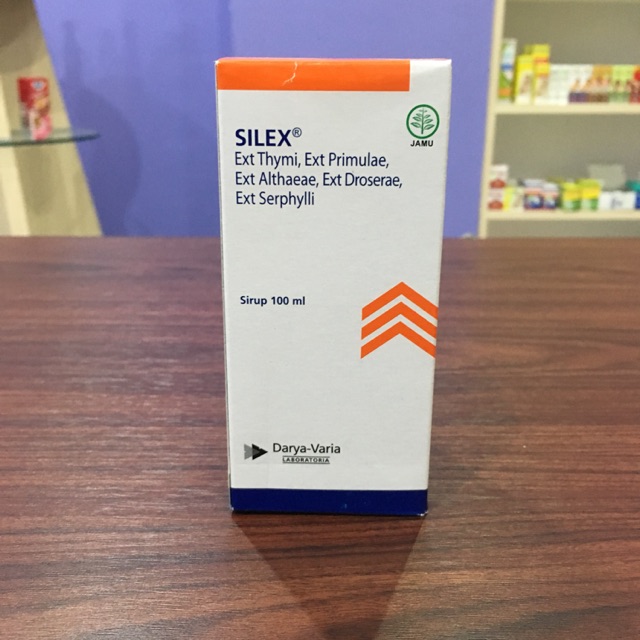 SILEX®
Ext Thymi, Ext Primulae,
Ext Althaeae, Ext Droserae,
Ext Serphylli
JAMU
Sirup 100 ml
Darya-Varia
LABORATORIA